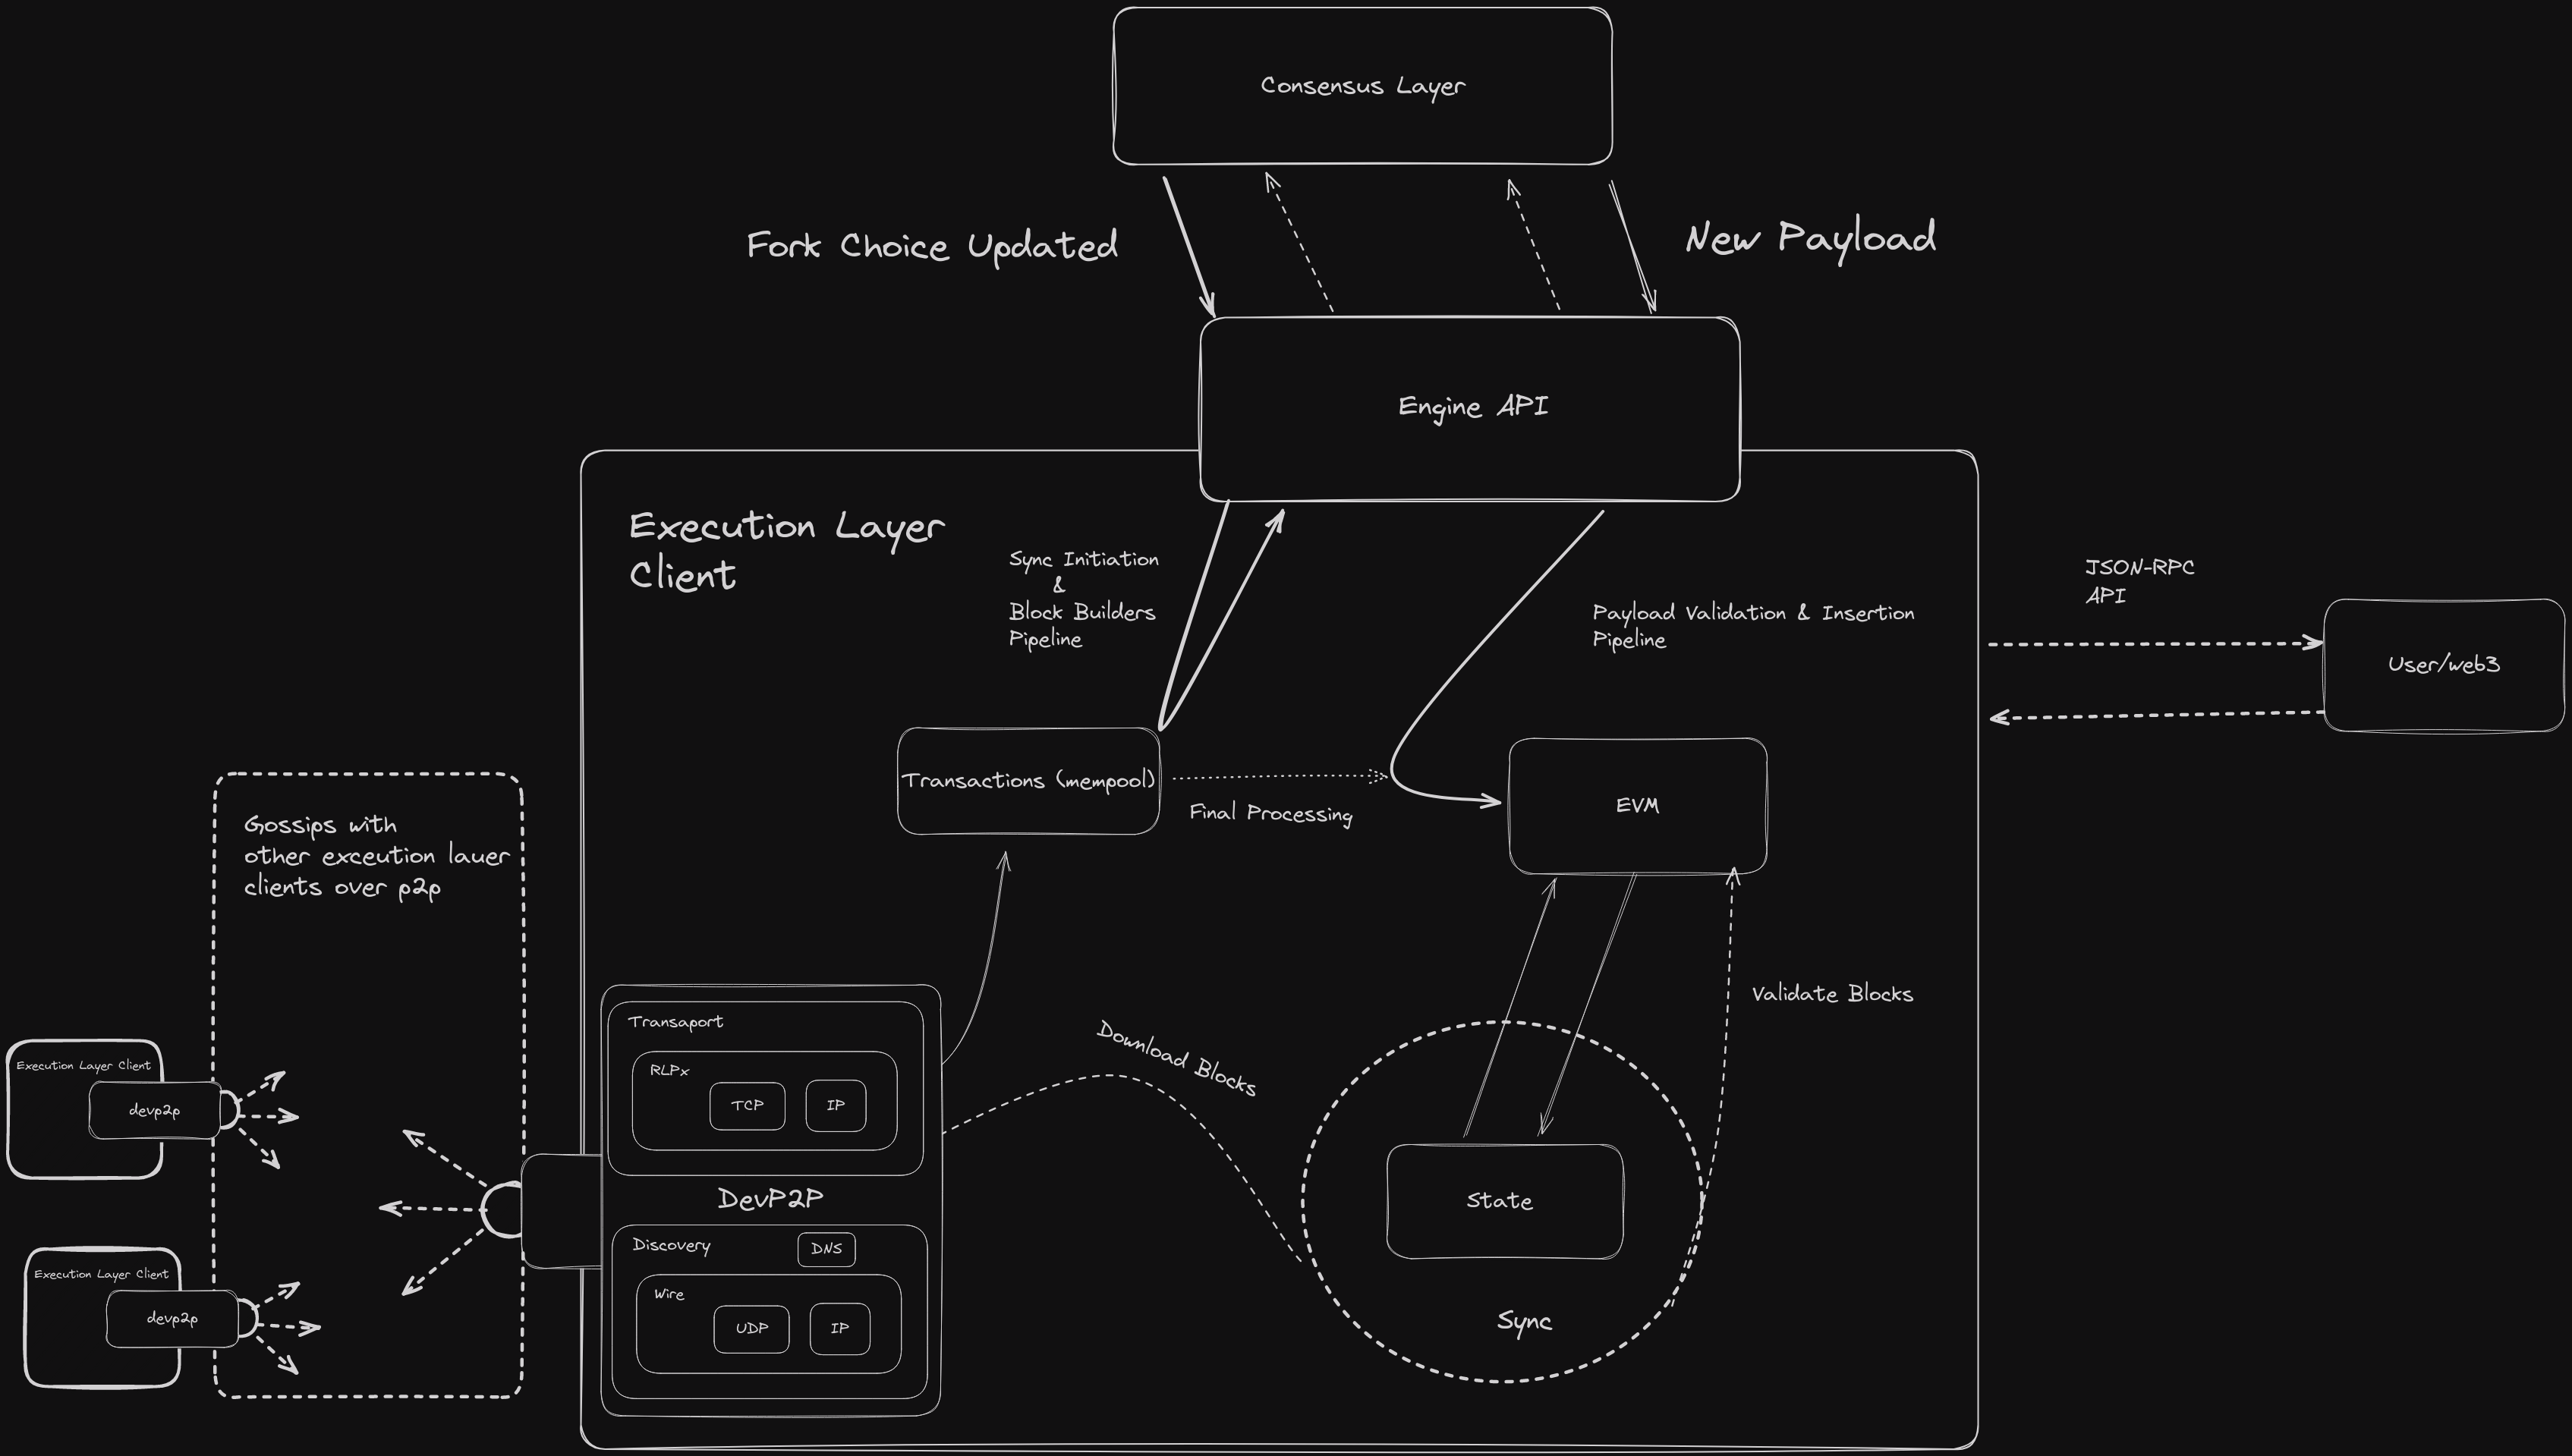 Consensus Layer
Fork Choice Updated
New Payload
Engine API
Execution Layer
Client
Sync Initiation
&
Block Builders
Pipeline
Payload Validation & Insertion
Pipeline
JSON-RPC
API
User/web3
Transactions (mempool)
Final Processing
EVM
Gossips with
other exceution lauer
clients over p2p
Validate Blocks
Download Blocks
Transaport
RLPx
TCP
IP
DevP2P
Discovery
DNS
Wire
UDP
IP
State
Sync
Execution Layer Client
devp2p
Execution Layer Client
devp2p